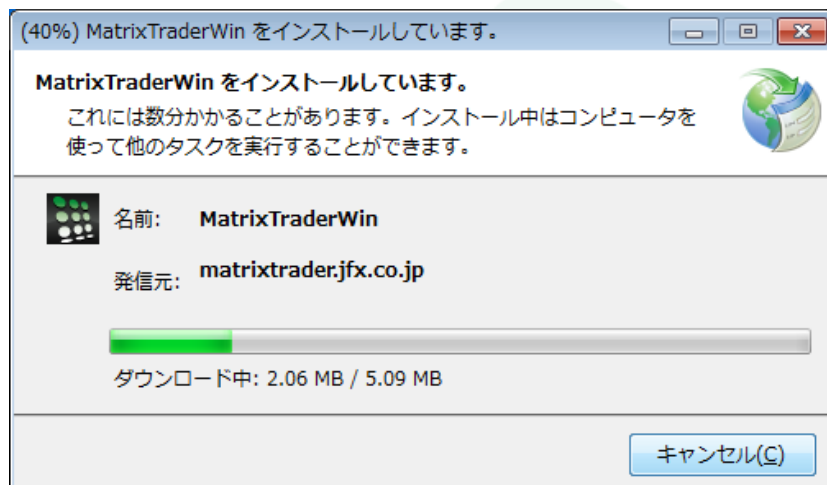 (40%) MatrixTraderWin をインストールしています。
MatrixTraderWin をインストールしています。
これには数分かかることがあります。インストール中はコンピュータを
使って他のタスクを実行することができます。
名前: MatrixTraderWin
発信元: matrixtrader.jfx.co.jp
ダウンロード中: 2.06 MB / 5.09 MB
キャンセル(C)